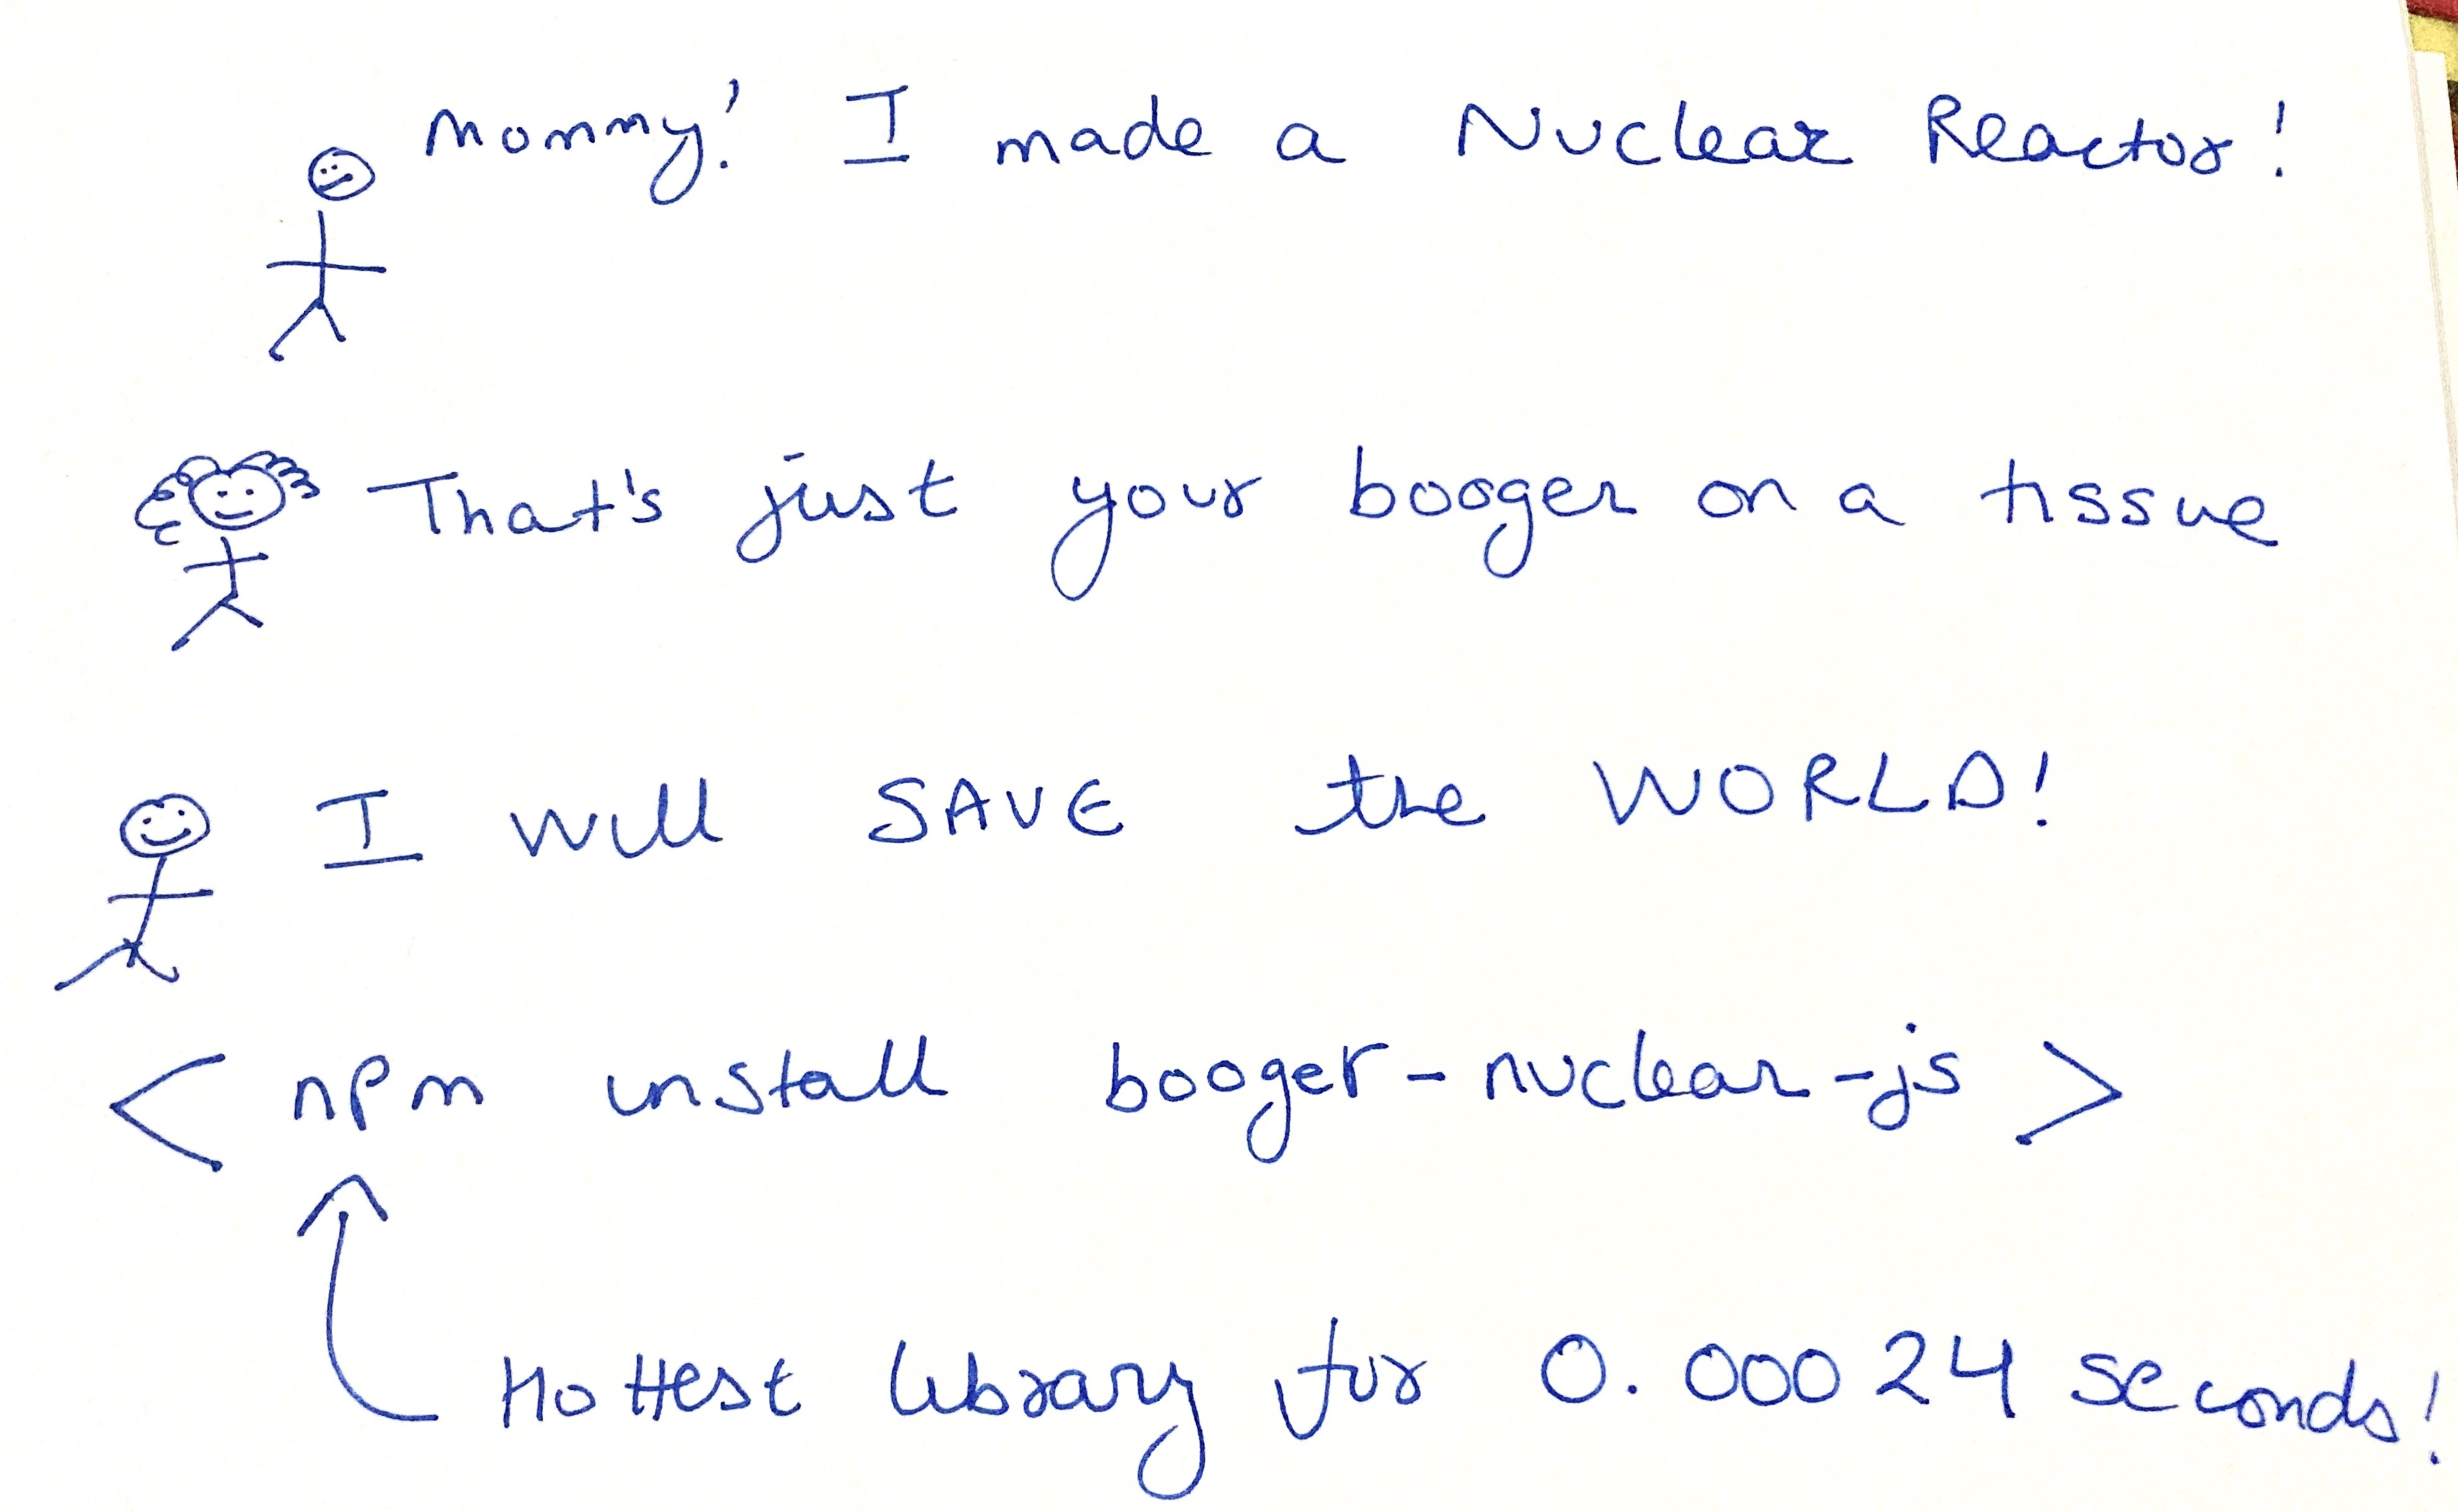 Mommy! I made a Nuclear Reactor!
That's just your booger on a tissue
I will SAVE the WORLD!
< npm install booger-nuclear-js >
Hottest library for 0.00024 seconds!